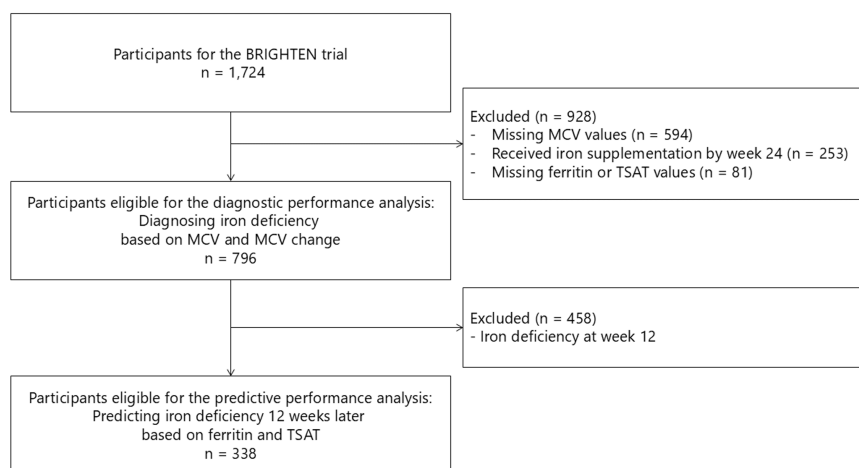 Participants for the BRIGHTEN trial
n = 1,724
Excluded (n = 928)
- Missing MCV values (n = 594)
- Received iron supplementation by week 24 (n = 253)
- Missing ferritin or TSAT values (n = 81)
Participants eligible for the diagnostic performance analysis:
Diagnosing iron deficiency
based on MCV and MCV change
n = 796
Excluded (n = 458)
- Iron deficiency at week 12
Participants eligible for the predictive performance analysis:
Predicting iron deficiency 12 weeks later
based on ferritin and TSAT
n = 338